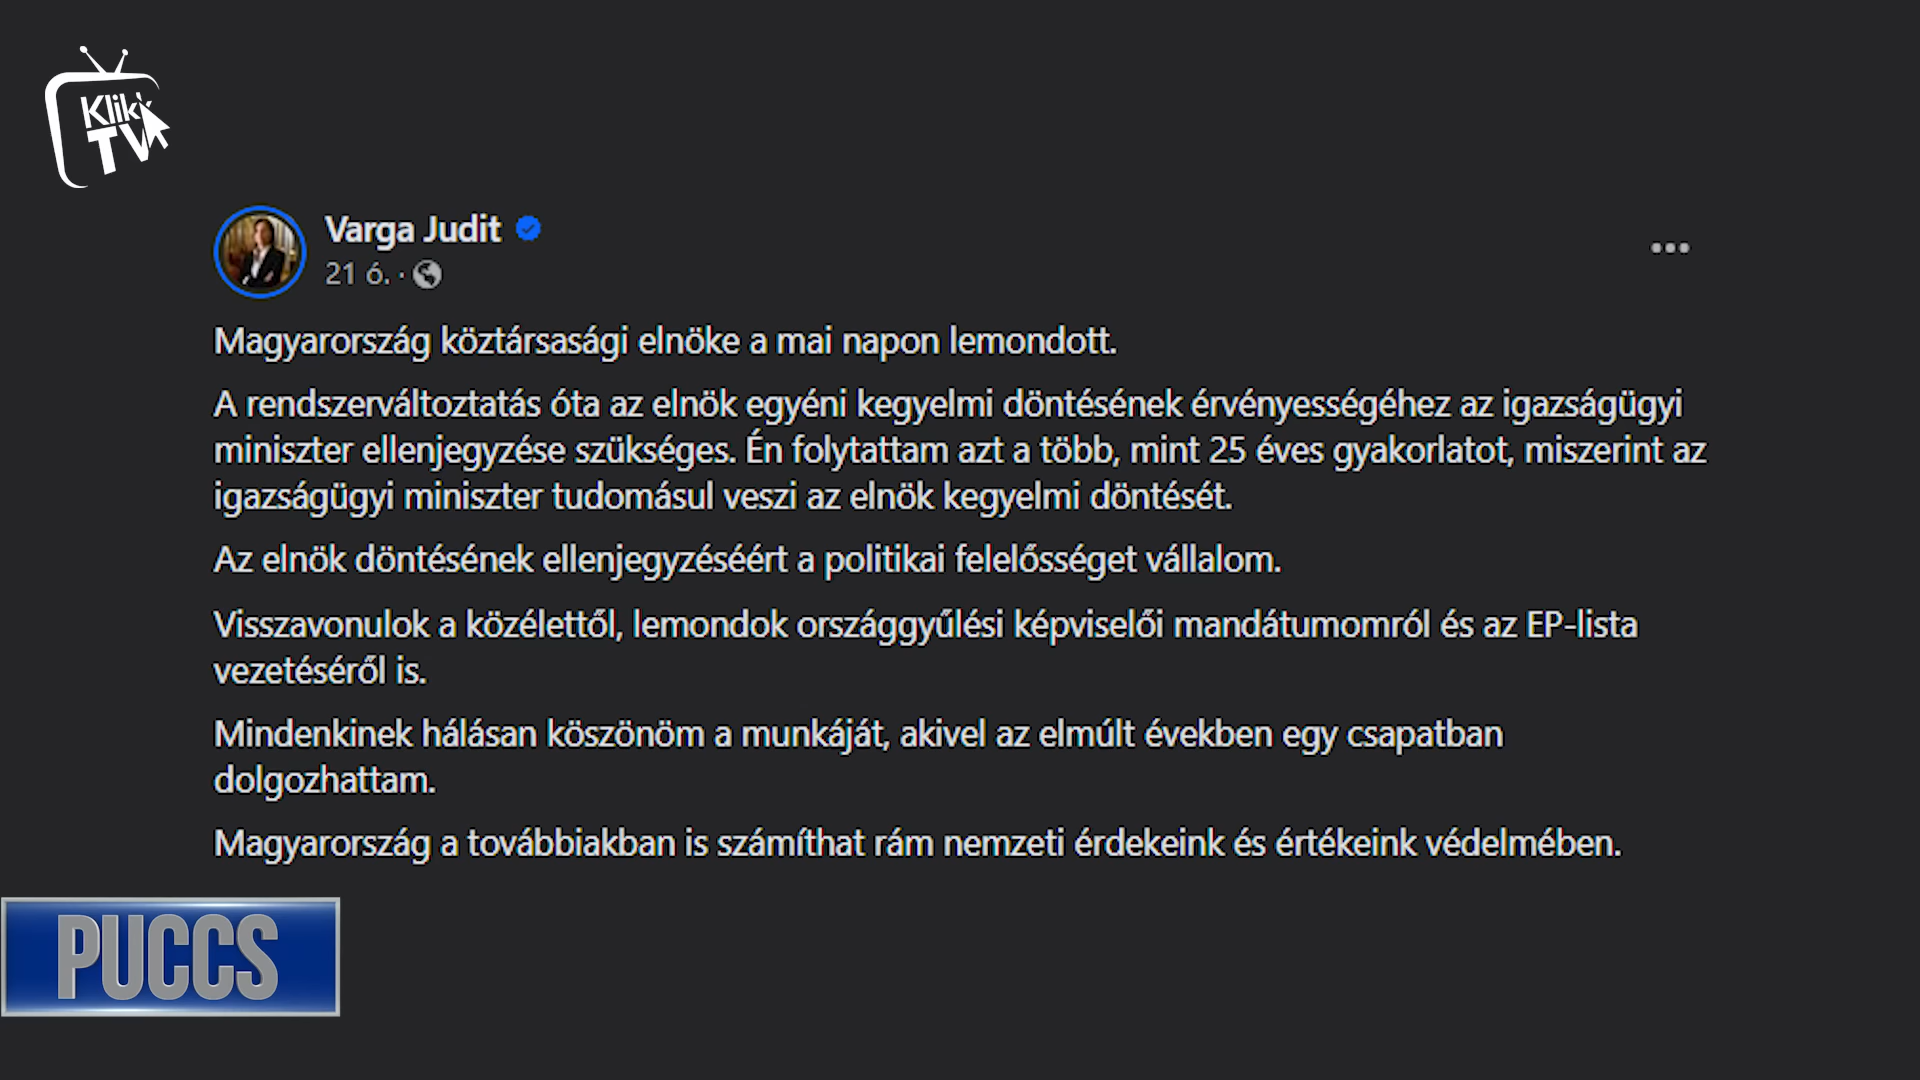 Klikk
TV
Varga Judit
21 ó. ·
Magyarország köztársasági elnöke a mai napon lemondott.
A rendszerváltoztatás óta az elnök egyéni kegyelmi döntésének érvényességéhez az igazságügyi
miniszter ellenjegyzése szükséges. Én folytattam azt a több, mint 25 éves gyakorlatot, miszerint az
igazságügyi miniszter tudomásul veszi az elnök kegyelmi döntését.
Az elnök döntésének ellenjegyzéséért a politikai felelősséget vállalom.
Visszavonulok a közélettől, lemondok országgyűlési képviselői mandátumomról és az EP-lista
vezetéséről is.
Mindenkinek hálásan köszönöm a munkáját, akivel az elmúlt években egy csapatban
dolgozhattam.
Magyarország a továbbiakban is számíthat rám nemzeti érdekeink és értékeink védelmében.
PUCCS